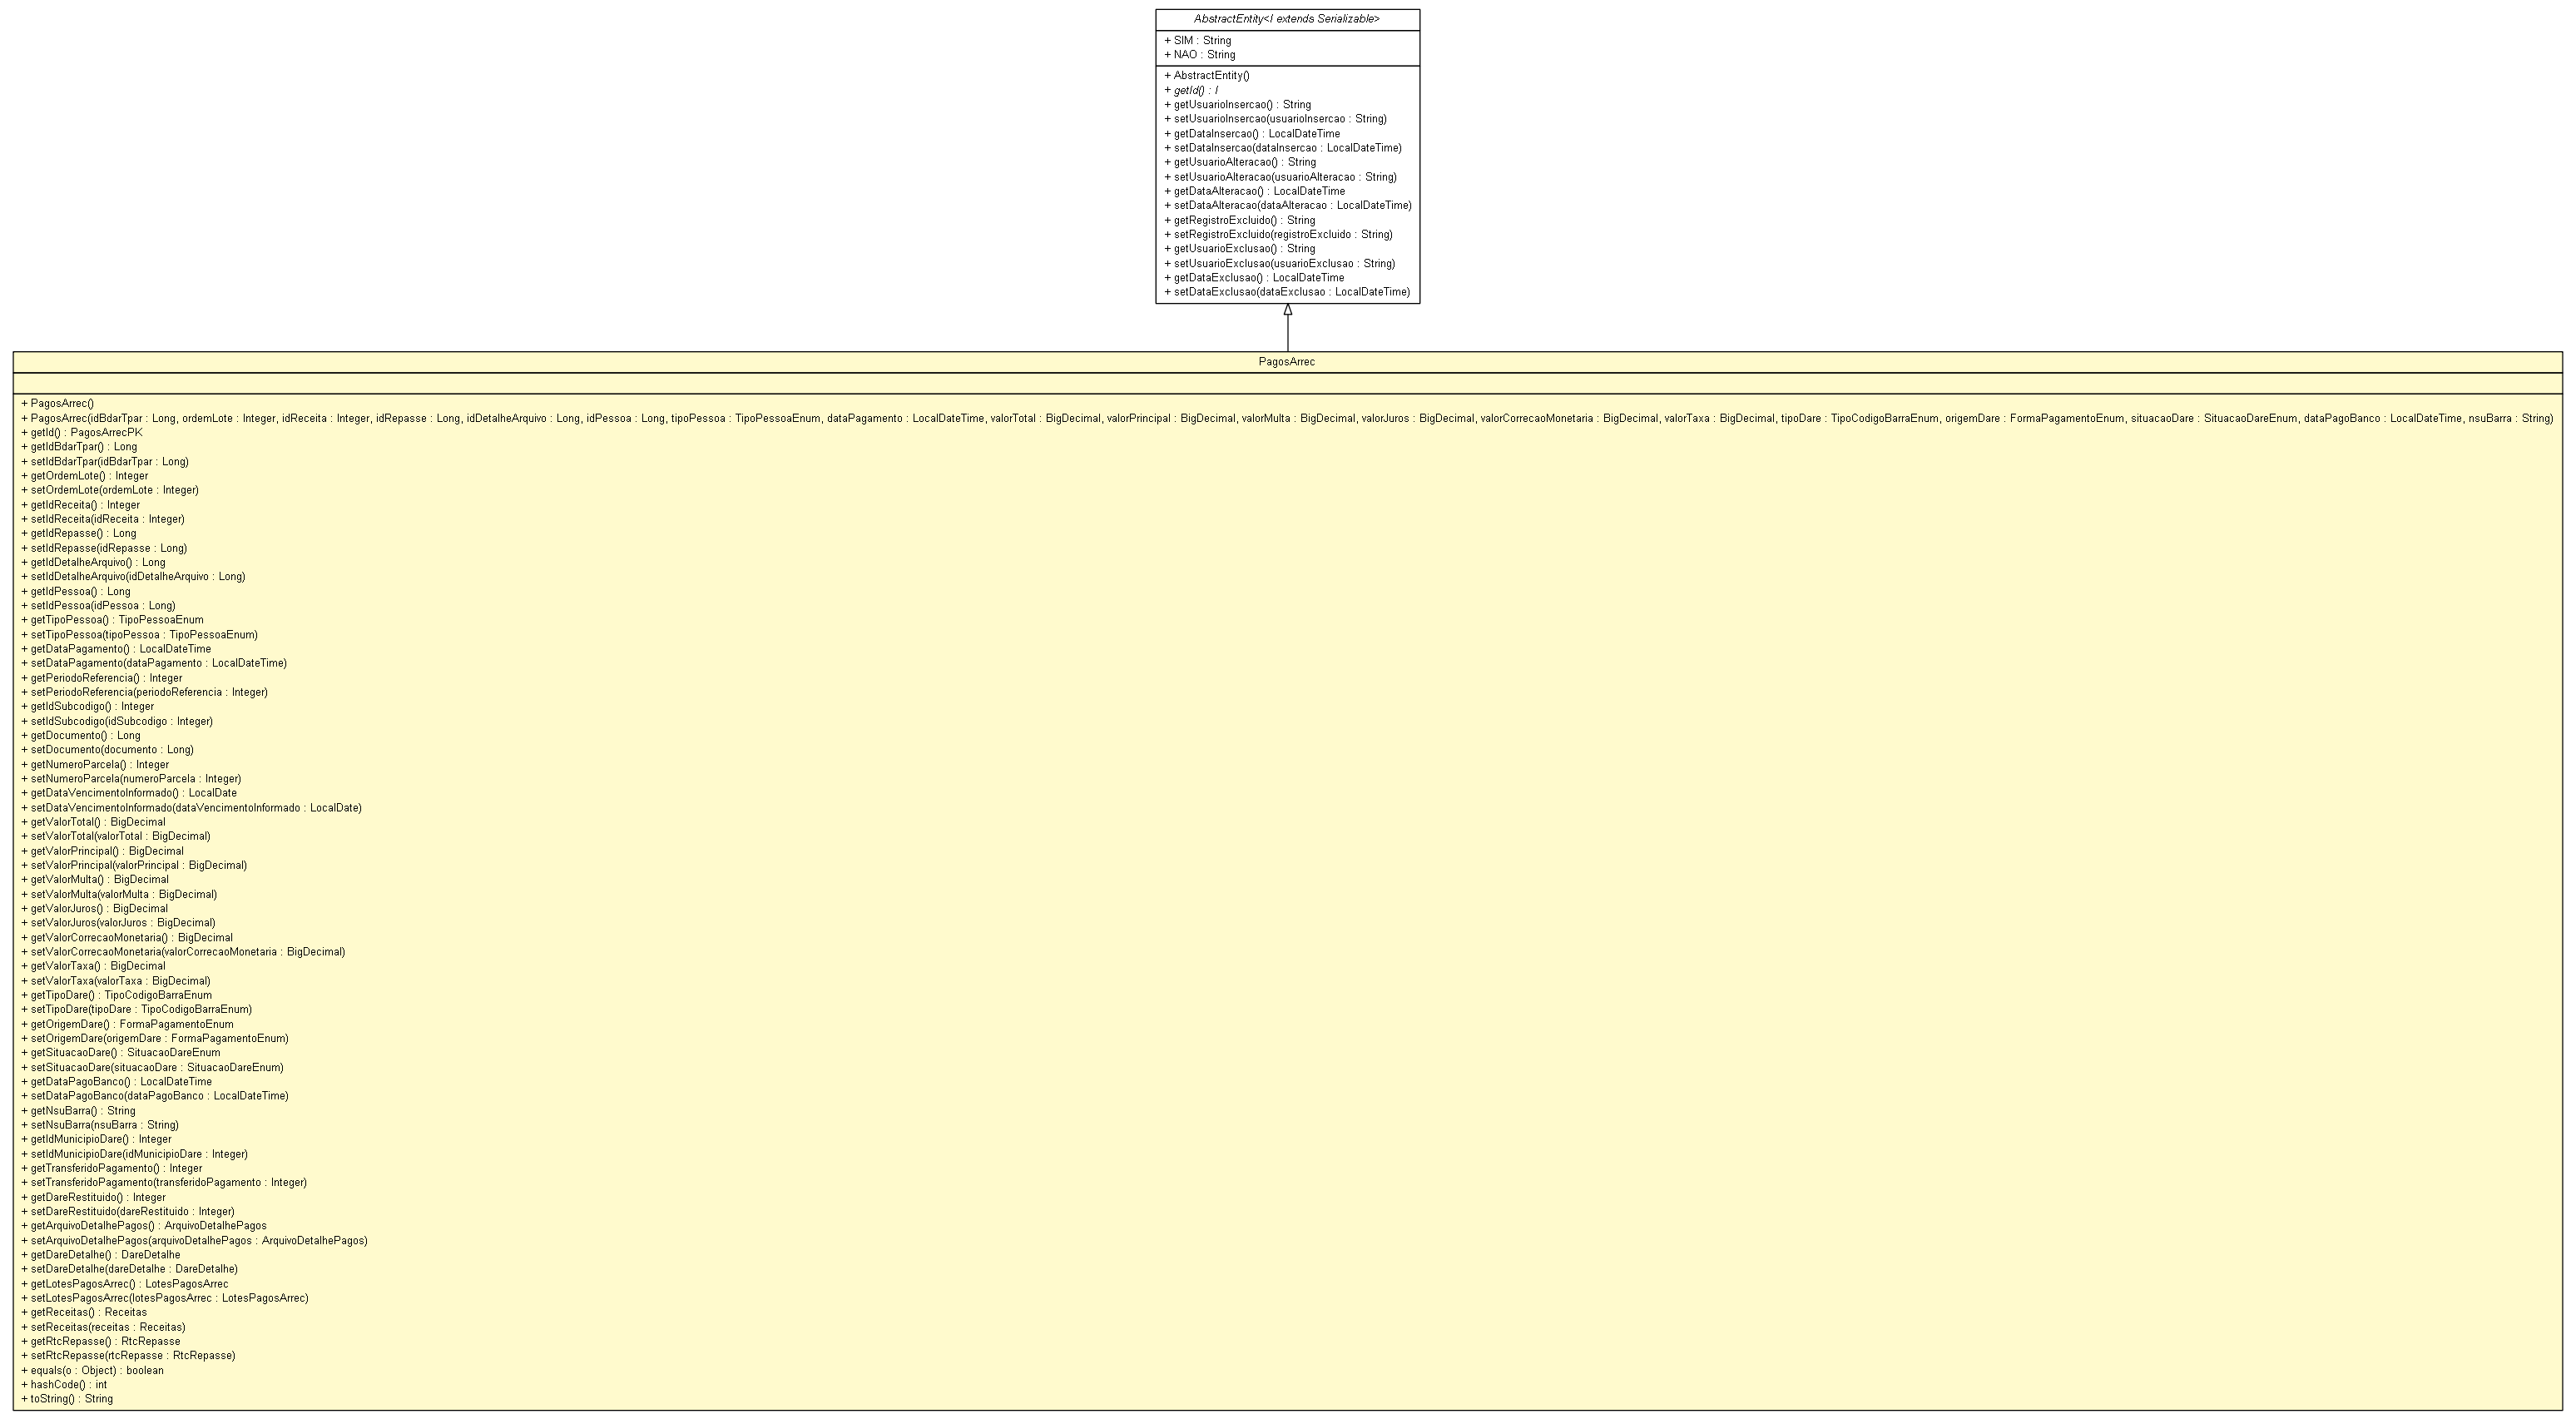 AbstractEntity<I extends Serializable>
+ SIM : String
+ NAO : String
+ AbstractEntity()
+ getId() : I
+ getUsuarioInsercao() : String
+ setUsuarioInsercao(usuarioInsercao : String)
+ getDataInsercao() : LocalDateTime
+ setDataInsercao(dataInsercao : LocalDateTime)
+ getUsuarioAlteracao() : String
+ setUsuarioAlteracao(usuarioAlteracao : String)
+ getDataAlteracao() : LocalDateTime
+ setDataAlteracao(dataAlteracao : LocalDateTime)
+ getRegistroExcluido() : String
+ setRegistroExcluido(registroExcluido : String)
+ getUsuarioExclusao() : String
+ setUsuarioExclusao(usuarioExclusao : String)
+ getDataExclusao() : LocalDateTime
+ setDataExclusao(dataExclusao : LocalDateTime)
PagosArrec
+ PagosArrec()
+ PagosArrec(idBdarTpar : Long, ordemLote : Integer, idReceita : Integer, idRepasse : Long, idDetalheArquivo : Long, idPessoa : Long, tipoPessoa : TipoPessoaEnum, dataPagamento : LocalDateTime, valorTotal : BigDecimal, valorPrincipal : BigDecimal, valorMulta : BigDecimal, valorJuros : BigDecimal, valorCorrecaoMonetaria : BigDecimal, valorTaxa : BigDecimal, tipoDare : TipoCodigoBarraEnum, origemDare : FormaPagamentoEnum, situacaoDare : SituacaoDareEnum, dataPagoBanco : LocalDateTime, nsuBarra : String)
+ getId() : PagosArrecPK
+ getIdBdarTpar() : Long
+ setIdBdarTpar(idBdarTpar : Long)
+ getOrdemLote() : Integer
+ setOrdemLote(ordemLote : Integer)
+ getIdReceita() : Integer
+ setIdReceita(idReceita : Integer)
+ getIdRepasse() : Long
+ setIdRepasse(idRepasse : Long)
+ getIdDetalheArquivo() : Long
+ setIdDetalheArquivo(idDetalheArquivo : Long)
+ getIdPessoa() : Long
+ setIdPessoa(idPessoa : Long)
+ getTipoPessoa() : TipoPessoaEnum
+ setTipoPessoa(tipoPessoa : TipoPessoaEnum)
+ getDataPagamento() : LocalDateTime
+ setDataPagamento(dataPagamento : LocalDateTime)
+ getPeriodoReferencia() : Integer
+ setPeriodoReferencia(periodoReferencia : Integer)
+ getIdSubcodigo() : Integer
+ setIdSubcodigo(idSubcodigo : Integer)
+ getDocumento() : Long
+ setDocumento(documento : Long)
+ getNumeroParcela() : Integer
+ setNumeroParcela(numeroParcela : Integer)
+ getDataVencimentoInformado() : LocalDate
+ setDataVencimentoInformado(dataVencimentoInformado : LocalDate)
+ getValorTotal() : BigDecimal
+ setValorTotal(valorTotal : BigDecimal)
+ getValorPrincipal() : BigDecimal
+ setValorPrincipal(valorPrincipal : BigDecimal)
+ getValorMulta() : BigDecimal
+ setValorMulta(valorMulta : BigDecimal)
+ getValorJuros() : BigDecimal
+ setValorJuros(valorJuros : BigDecimal)
+ getValorCorrecaoMonetaria() : BigDecimal
+ setValorCorrecaoMonetaria(valorCorrecaoMonetaria : BigDecimal)
+ getValorTaxa() : BigDecimal
+ setValorTaxa(valorTaxa : BigDecimal)
+ getTipoDare() : TipoCodigoBarraEnum
+ setTipoDare(tipoDare : TipoCodigoBarraEnum)
+ getOrigemDare() : FormaPagamentoEnum
+ setOrigemDare(origemDare : FormaPagamentoEnum)
+ getSituacaoDare() : SituacaoDareEnum
+ setSituacaoDare(situacaoDare : SituacaoDareEnum)
+ getDataPagoBanco() : LocalDateTime
+ setDataPagoBanco(dataPagoBanco : LocalDateTime)
+ getNsuBarra() : String
+ setNsuBarra(nsuBarra : String)
+ getIdMunicipioDare() : Integer
+ setIdMunicipioDare(idMunicipioDare : Integer)
+ getTransferidoPagamento() : Integer
+ setTransferidoPagamento(transferidoPagamento : Integer)
+ getDareRestituido() : Integer
+ setDareRestituido(dareRestituido : Integer)
+ getArquivoDetalhePagos() : ArquivoDetalhePagos
+ setArquivoDetalhePagos(arquivoDetalhePagos : ArquivoDetalhePagos)
+ getDareDetalhe() : DareDetalhe
+ setDareDetalhe(dareDetalhe : DareDetalhe)
+ getLotesPagosArrec() : LotesPagosArrec
+ setLotesPagosArrec(lotesPagosArrec : LotesPagosArrec)
+ getReceitas() : Receitas
+ setReceitas(receitas : Receitas)
+ getRtcRepasse() : RtcRepasse
+ setRtcRepasse(rtcRepasse : RtcRepasse)
+ equals(o : Object) : boolean
+ hashCode() : int
+ toString() : String